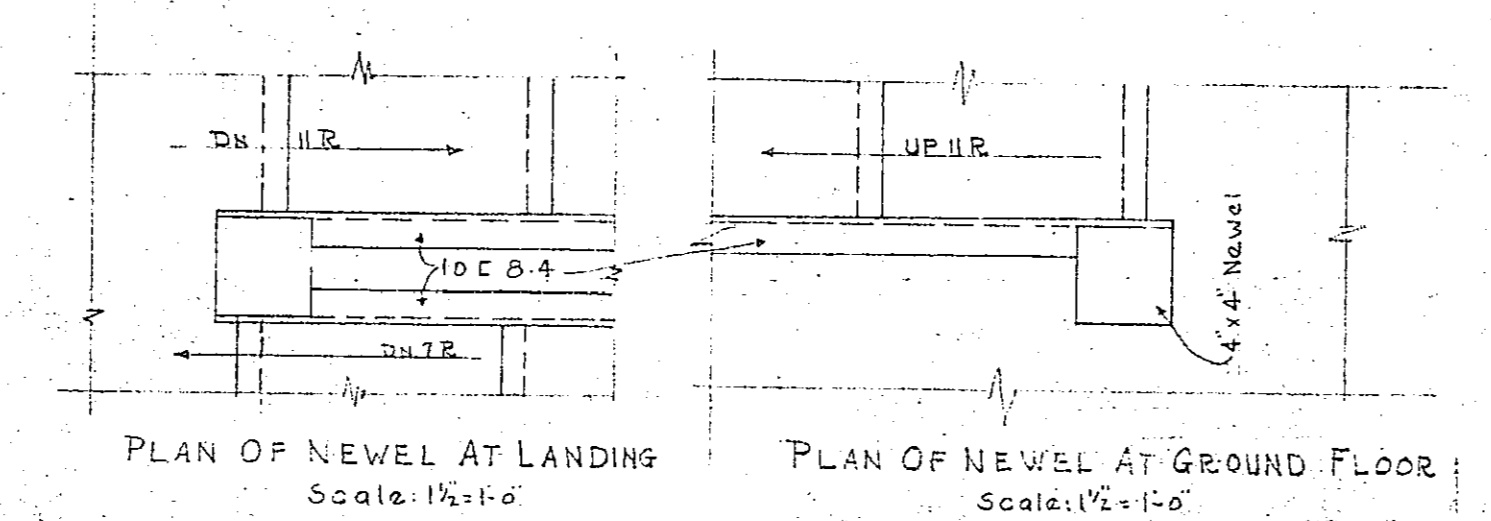 DN 11R
UP 11R
10 [ 8.4
4" x 4" Newel
DN 7R
PLAN OF NEWEL AT LANDING
Scale: 1½"=1'-0"
PLAN OF NEWEL AT GROUND FLOOR
Scale: 1½"=1'-0"